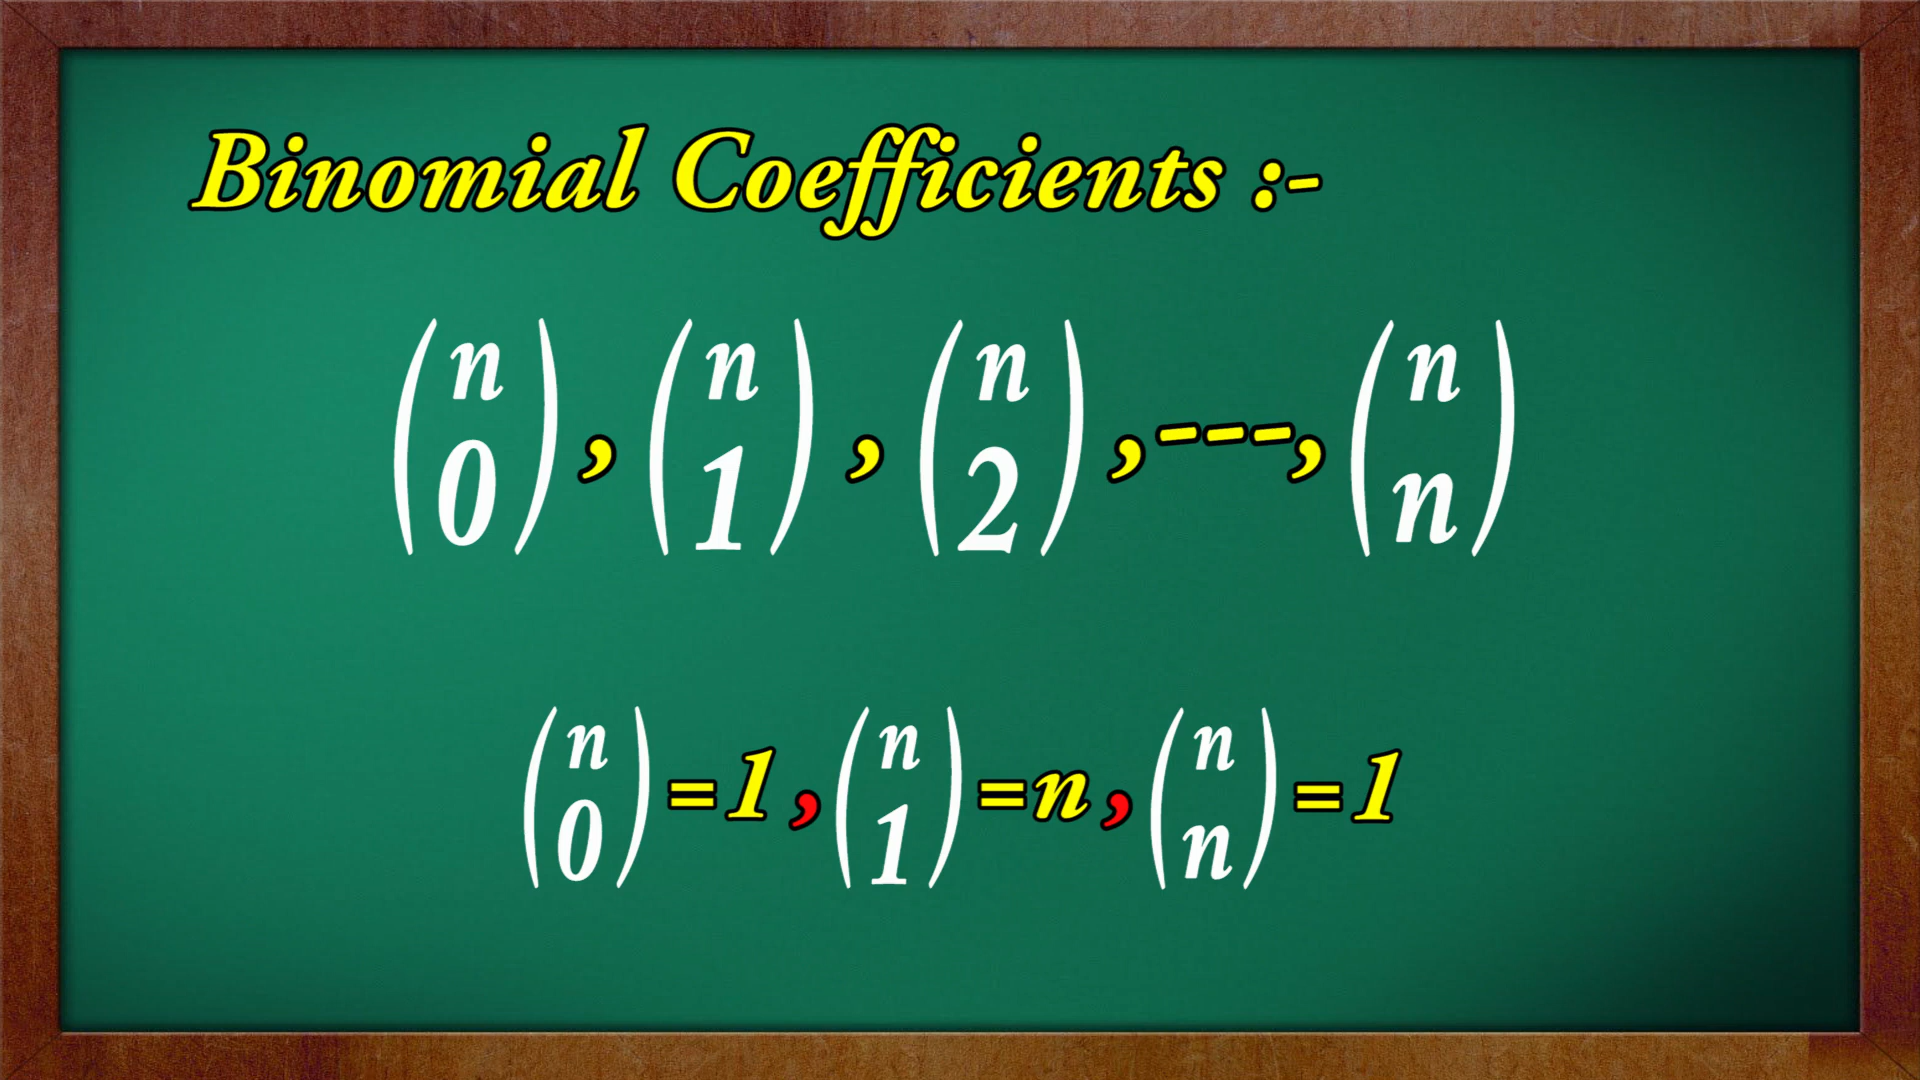 Binomial Coefficients :-
(n 0) , (n 1) , (n 2) , ---, (n n)
(n 0) =1 , (n 1) =n , (n n) =1